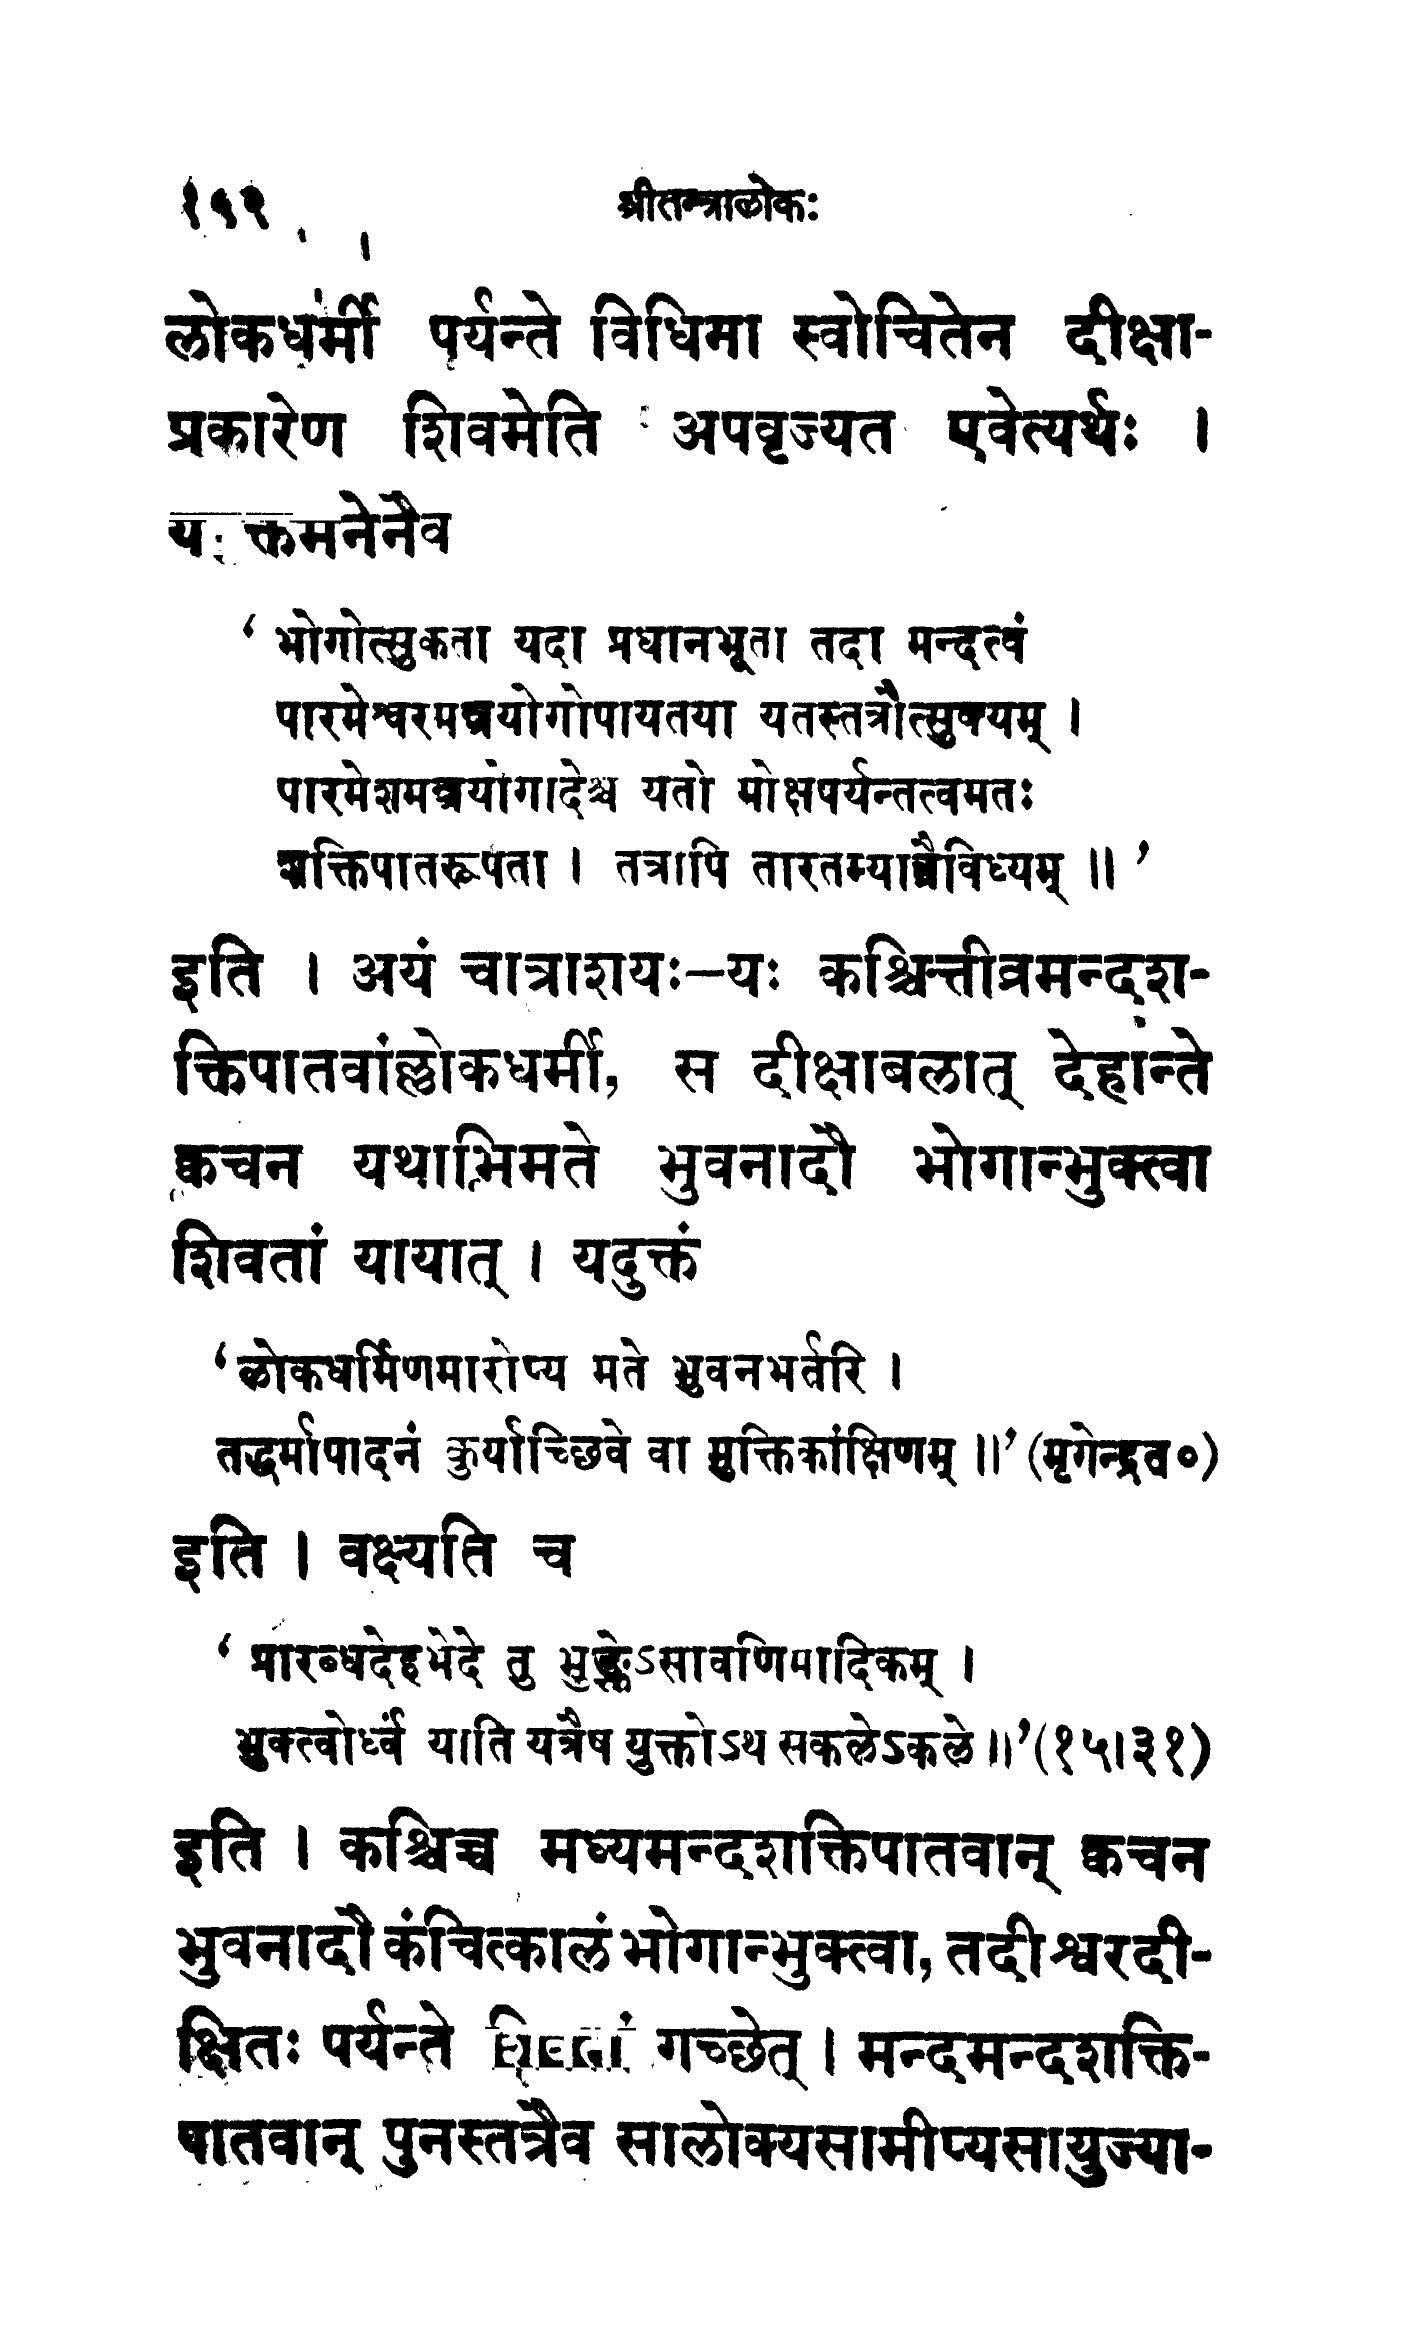 १५२ श्रीतन्त्रालोकः
लोकधर्मी पर्यन्ते विधिमा स्वोचितेन दीक्षा-
प्रकारेण शिवमेति अपवृज्यत एवेत्यर्थः ।
क्तमनेनैव
‘ भोगोत्सुकता यदा प्रधानभूता तदा मन्दत्वं
पारमेश्वरमन्त्रयोगोपायतया यतस्तत्रौत्सुक्यम् ।
पारमेशमन्त्रयोगादेश्च यतो मोक्षपर्यन्तत्वमतः
शक्तिपातरूपता । तत्रापि तारतम्यात्त्रैविध्यम् ॥ ’
इति । अयं चात्राशयः–यः कश्चित्तीव्रमन्दश-
क्तिपातवांल्लोकधर्मी, स दीक्षाबलात् देहान्ते
क्वचन यथाभिमते भुवनादौ भोगान्भुक्त्वा
शिवतां यायात् । यदुक्तं
‘ लोकधर्मिणमारोप्य मते भुवनभर्तरि ।
तद्धर्मापादनं कुर्याच्छिवे वा मुक्तिकांक्षिणम् ॥’ (मृगेन्द्रव०)
इति । वक्ष्यति च
‘ प्रारब्धदेहभेदे तु भुङ्क्तेऽसावणिमादिकम् ।
भुक्त्वोर्ध्वं याति यत्रैष युक्तोऽथ सकलेऽकले ॥’ (१५।३१)
इति । कश्चिच्च मध्यमन्दशक्तिपातवान् क्वचन
भुवनादौ कंचित्कालं भोगान्भुक्त्वा, तदीश्वरदी-
क्षितः पर्यन्ते गच्छेत् । मन्दमन्दशक्ति-
पातवान् पुनस्तत्रैव सालोक्यसामीप्यसायुज्या-